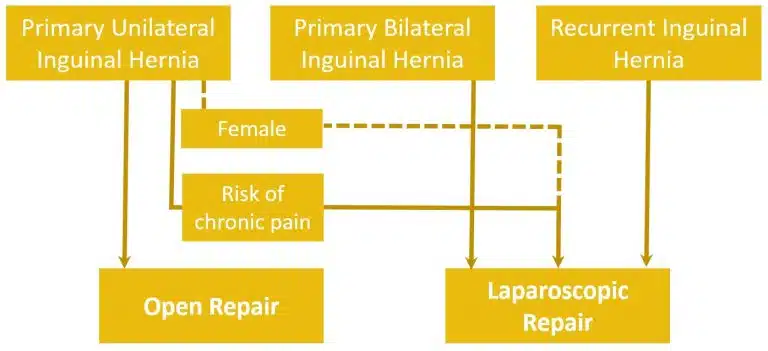 Primary Unilateral
Inguinal Hernia
Primary Bilateral
Inguinal Hernia
Recurrent Inguinal
Hernia
Female
Risk of
chronic pain
Open Repair
Laparoscopic
Repair